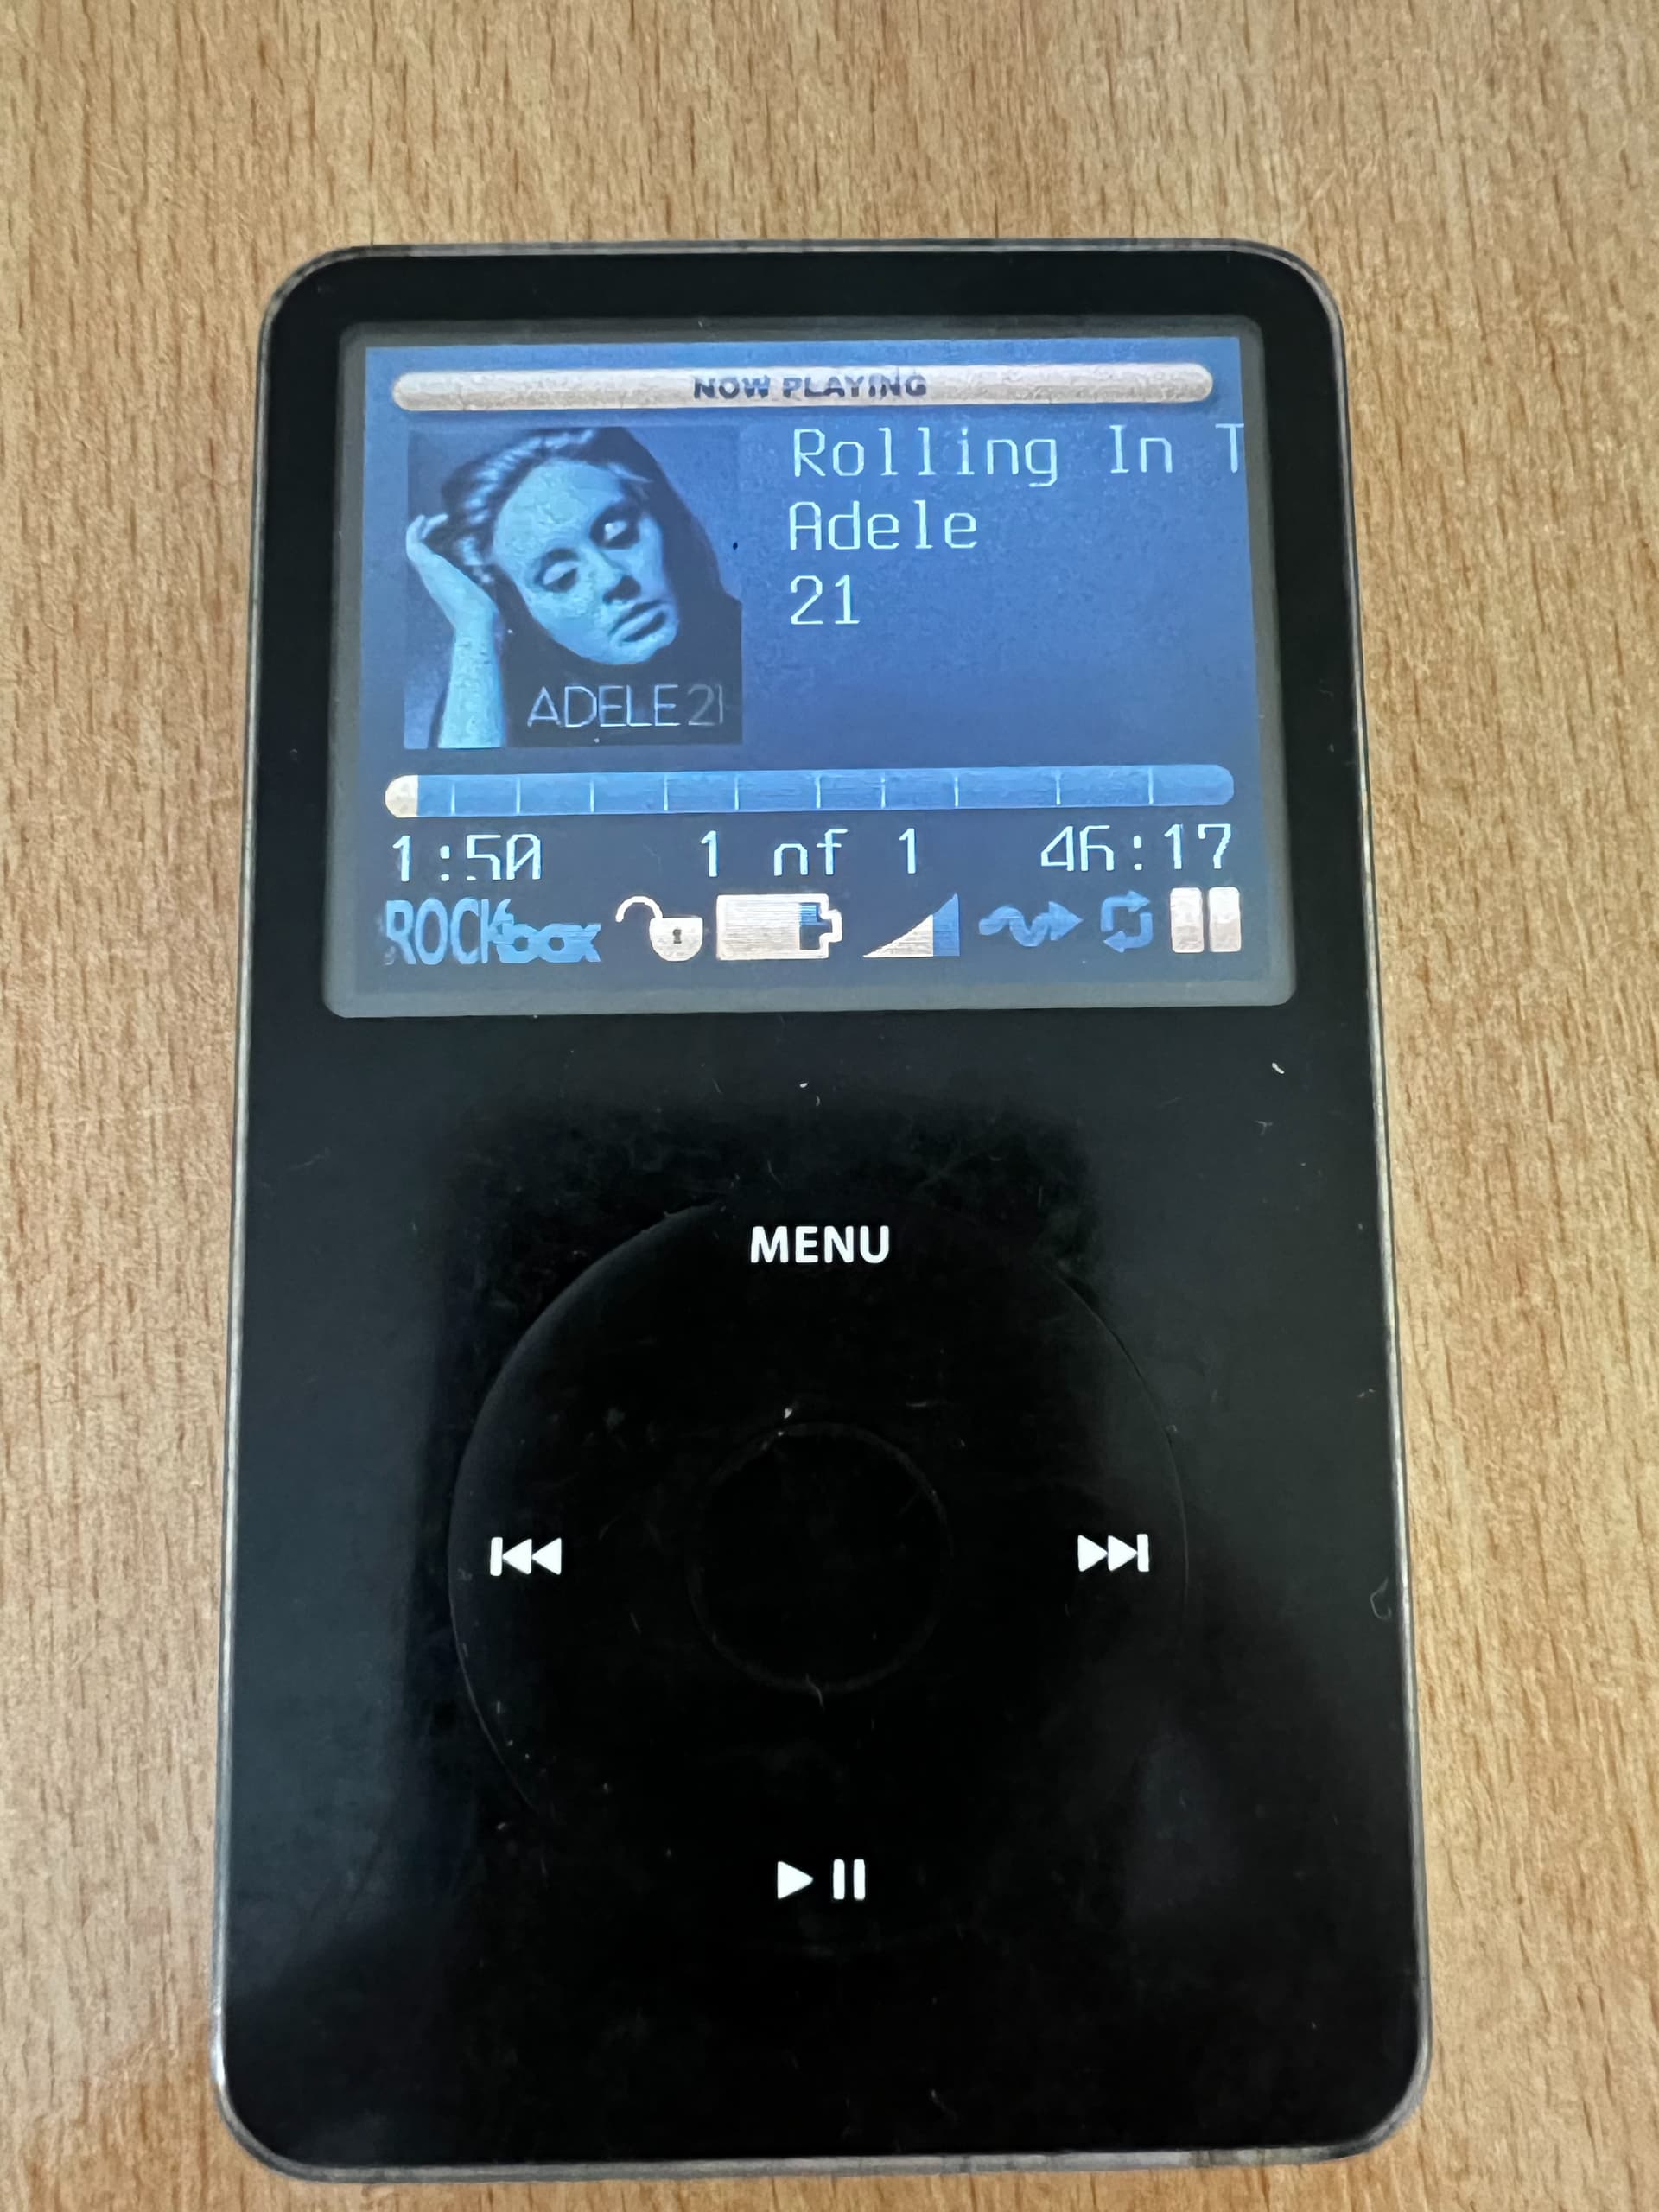 NOW PLAYING
Rolling In T
Adele
21
ADELE 21
1:50 1 of 1 46:17
ROCKbox
MENU